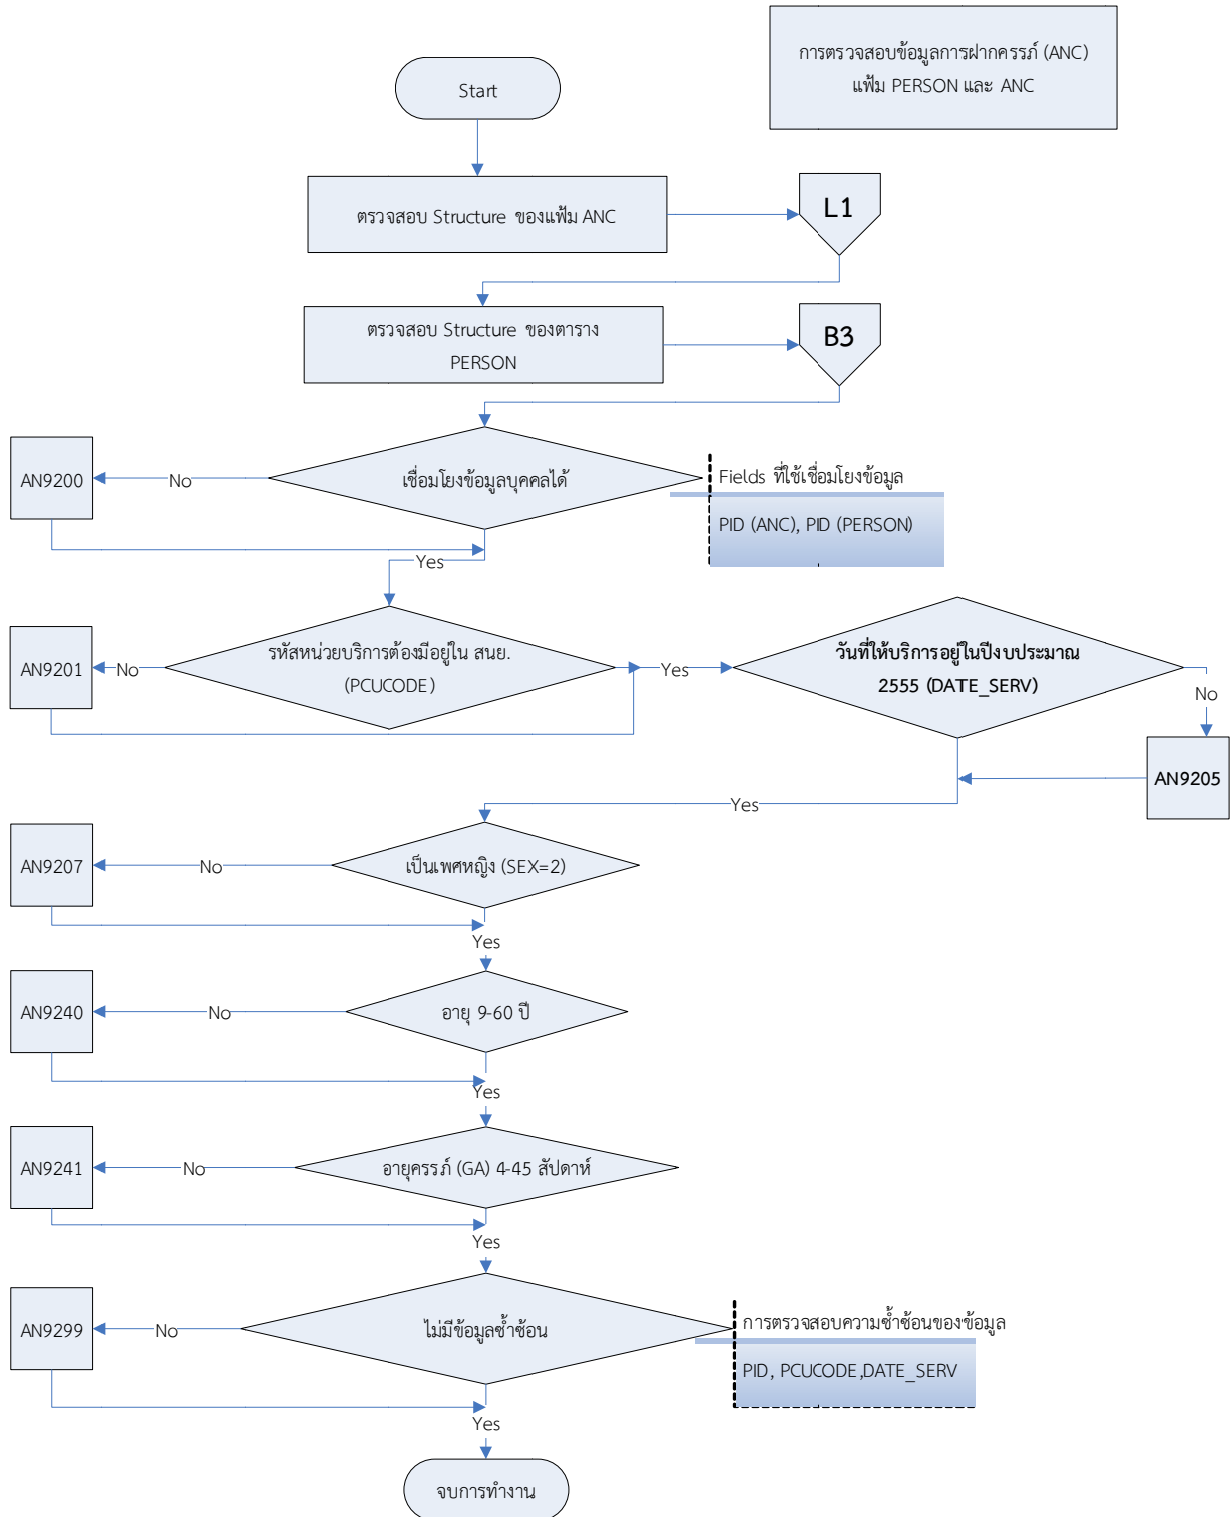 การตรวจสอบข้อมูลการฝากครรภ์ (ANC)
แฟ้ม PERSON และ ANC
Start
ตรวจสอบ Structure ของแฟ้ม ANC
L1
ตรวจสอบ Structure ของตาราง
PERSON
B3
AN9200
No
เชื่อมโยงข้อมูลบุคคลได้
Fields ที่ใช้เชื่อมโยงข้อมูล
PID (ANC), PID (PERSON)
Yes
AN9201
No
รหัสหน่วยบริการต้องมีอยู่ใน สนย.
(PCUCODE)
Yes
วันที่ให้บริการอยู่ในปีงบประมาณ
2555 (DATE_SERV)
No
AN9205
Yes
AN9207
No
เป็นเพศหญิง (SEX=2)
Yes
AN9240
No
อายุ 9-60 ปี
Yes
AN9241
No
อายุครรภ์ (GA) 4-45 สัปดาห์
Yes
AN9299
No
ไม่มีข้อมูลซ้ำซ้อน
การตรวจสอบความซ้ำซ้อนของข้อมูล
PID, PCUCODE,DATE_SERV
Yes
จบการทำงาน